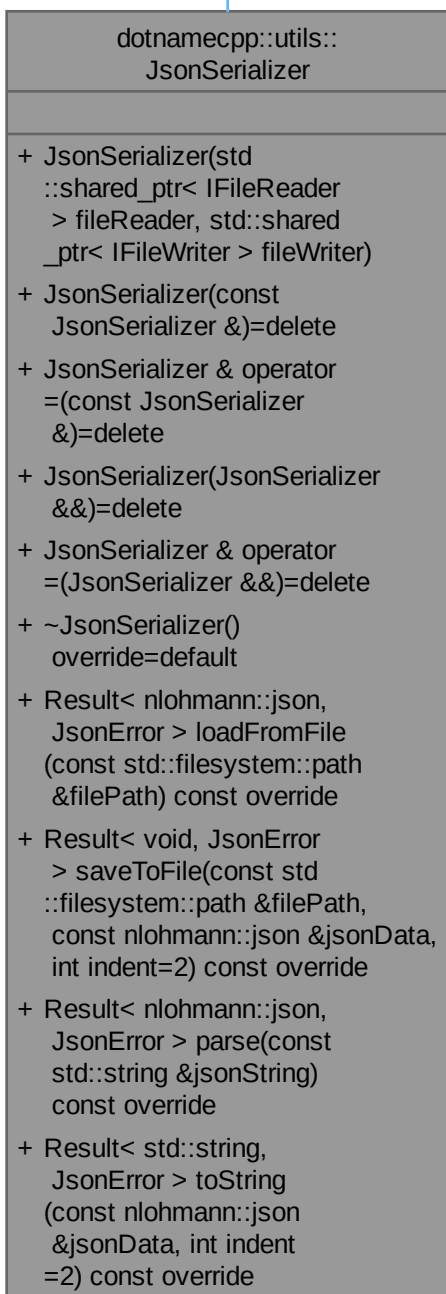 dotnamecpp::utils::
JsonSerializer
+ JsonSerializer(std
::shared_ptr< IFileReader
> fileReader, std::shared
_ptr< IFileWriter > fileWriter)
+ JsonSerializer(const
JsonSerializer &)=delete
+ JsonSerializer & operator
=(const JsonSerializer
&)=delete
+ JsonSerializer(JsonSerializer
&&)=delete
+ JsonSerializer & operator
=(JsonSerializer &&)=delete
+ ~JsonSerializer()
override=default
+ Result< nlohmann::json,
JsonError > loadFromFile
(const std::filesystem::path
&filePath) const override
+ Result< void, JsonError
> saveToFile(const std
::filesystem::path &filePath,
const nlohmann::json &jsonData,
int indent=2) const override
+ Result< nlohmann::json,
JsonError > parse(const
std::string &jsonString)
const override
+ Result< std::string,
JsonError > toString
(const nlohmann::json
&jsonData, int indent
=2) const override